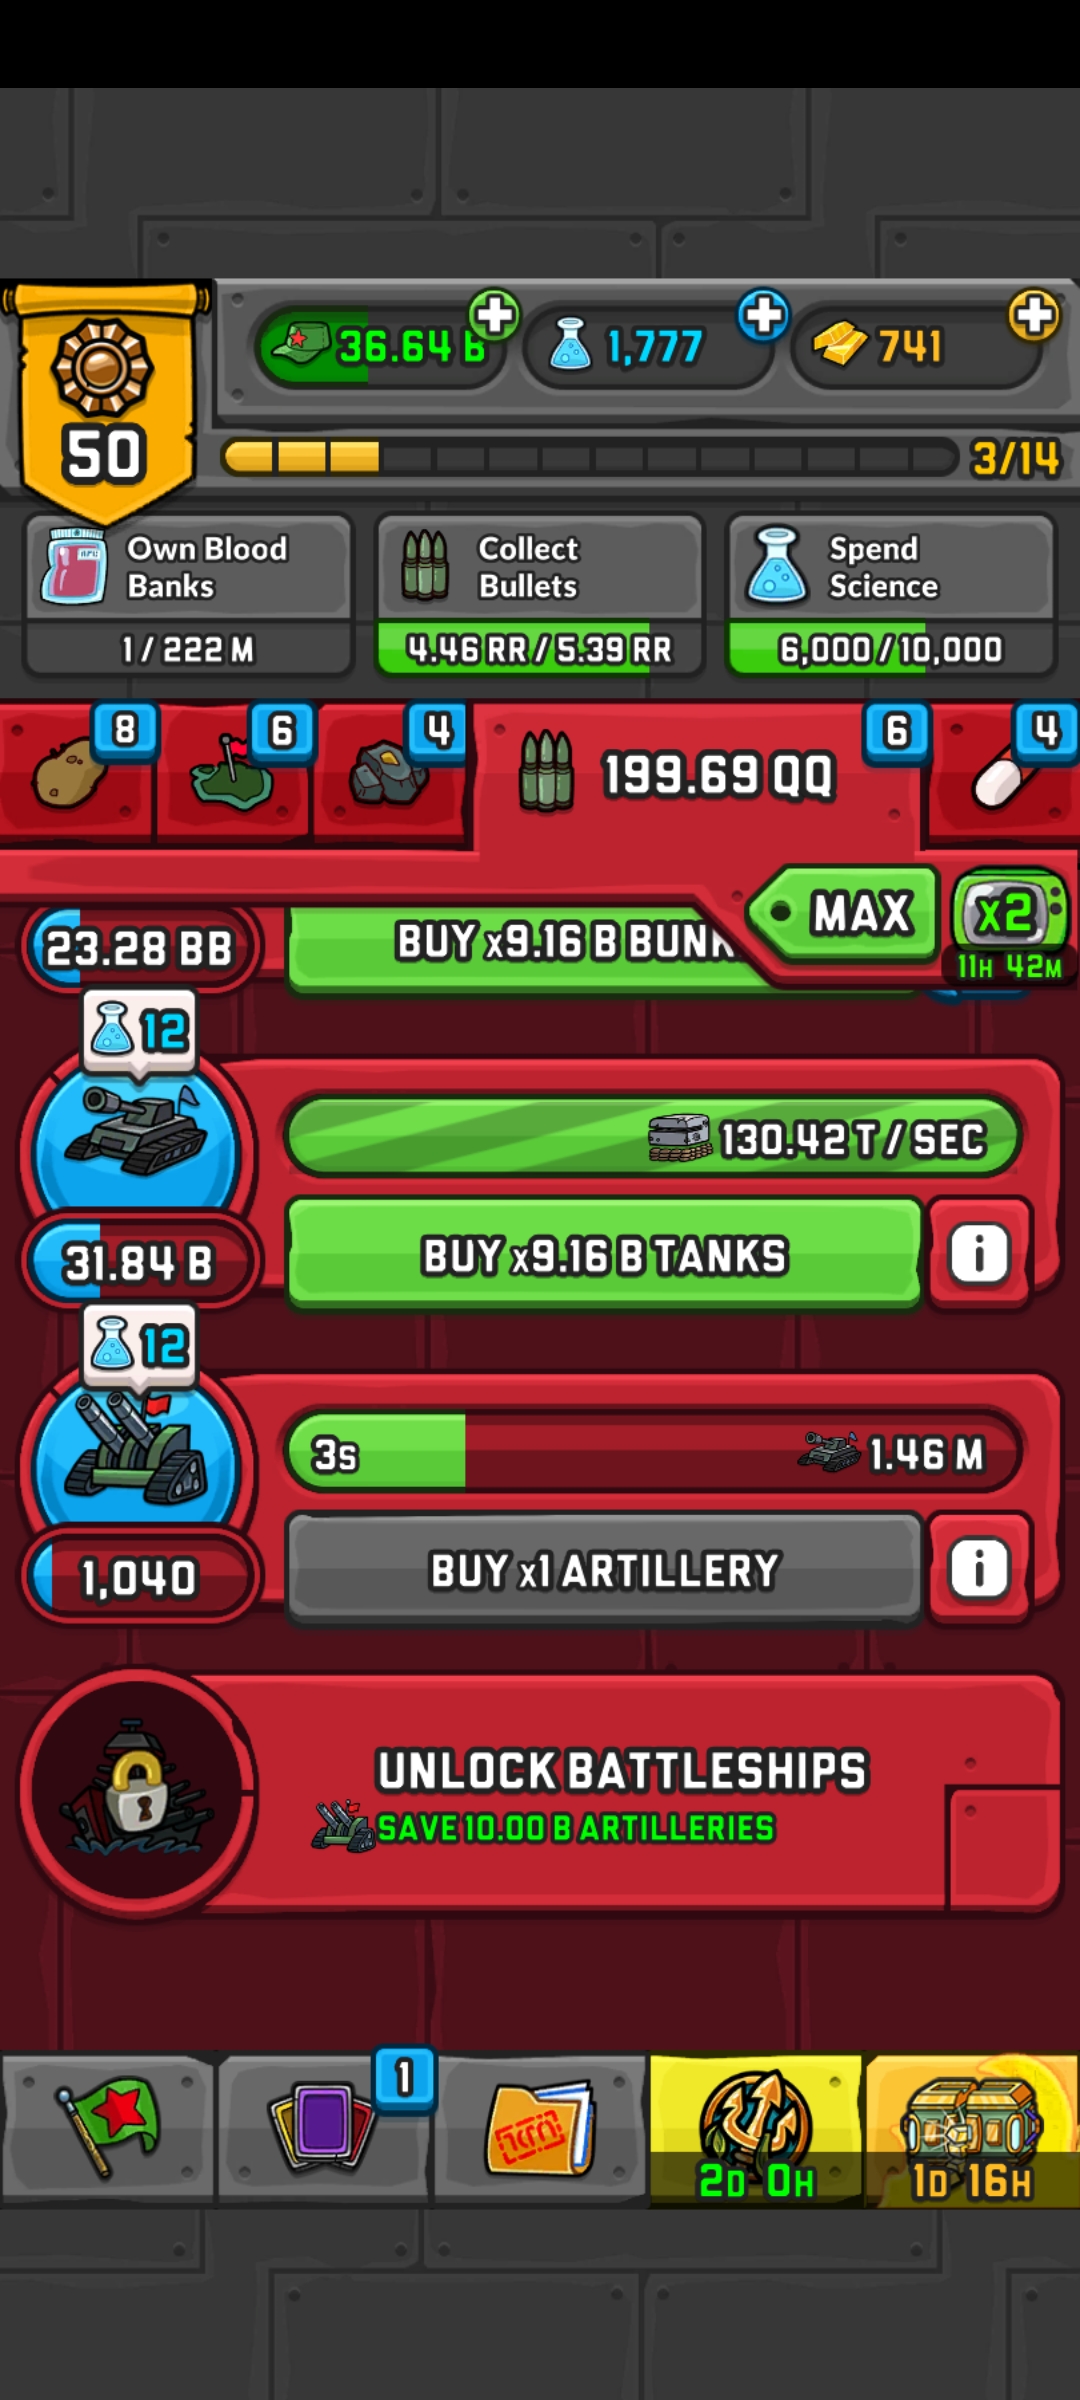 36.64 B
1,777
741
50
3/14
Own Blood
Banks
1 / 222 M
Collect
Bullets
4.46 RR / 5.39 RR
Spend
Science
6,000 / 10,000
8
6
4
199.69 QQ
6
4
MAX
x2
11H 42M
23.28 BB
BUY x9.16 B
12
130.42 T / SEC
31.84 B
BUY x9.16 B TANKS
i
12
3s
1.46 M
1,040
BUY x1 ARTILLERY
i
UNLOCK BATTLESHIPS
SAVE 10.00 B ARTILLERIES
1
2D 0H
1D 16H